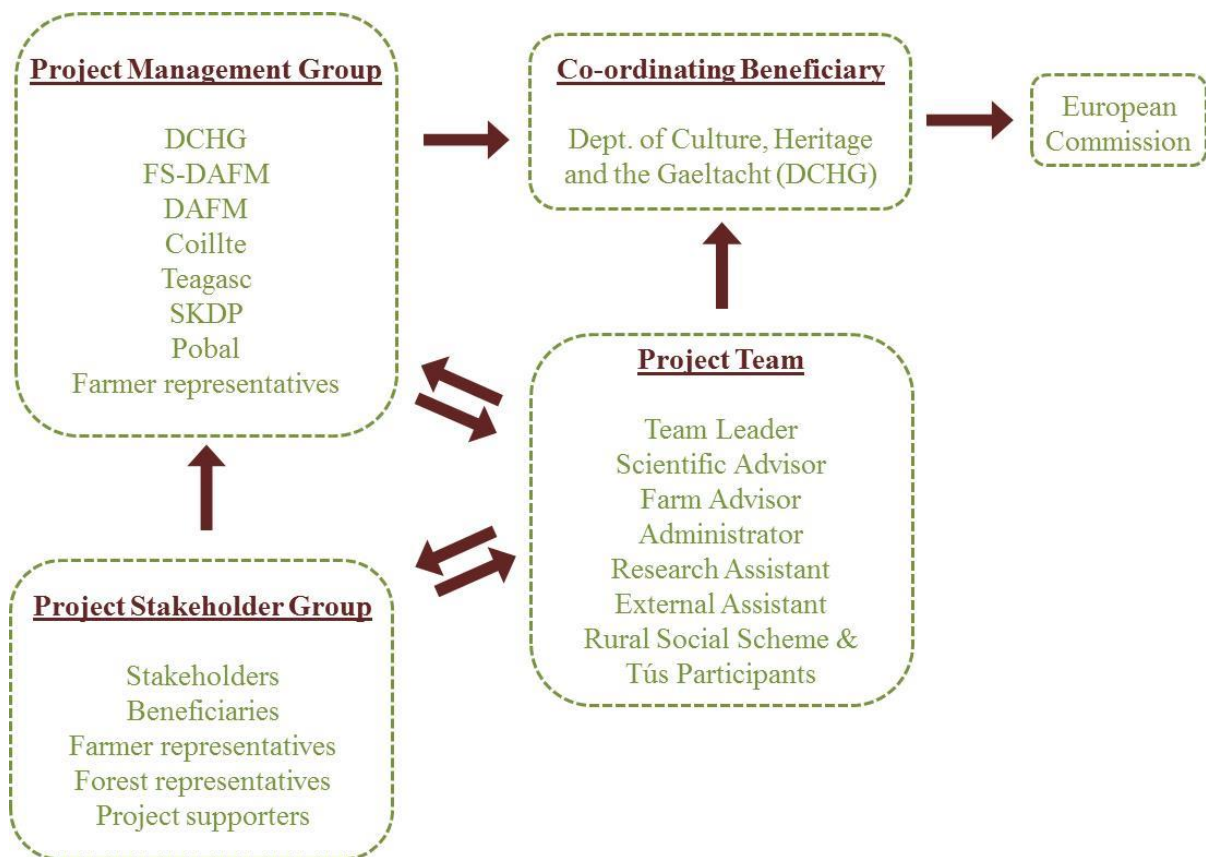 Project Management Group
DCHG
FS-DAFM
DAFM
Coillte
Teagasc
SKDP
Pobal
Farmer representatives
Co-ordinating Beneficiary
Dept. of Culture, Heritage
and the Gaeltacht (DCHG)
European
Commission
Project Team
Team Leader
Scientific Advisor
Farm Advisor
Administrator
Research Assistant
External Assistant
Rural Social Scheme &
Tús Participants
Project Stakeholder Group
Stakeholders
Beneficiaries
Farmer representatives
Forest representatives
Project supporters